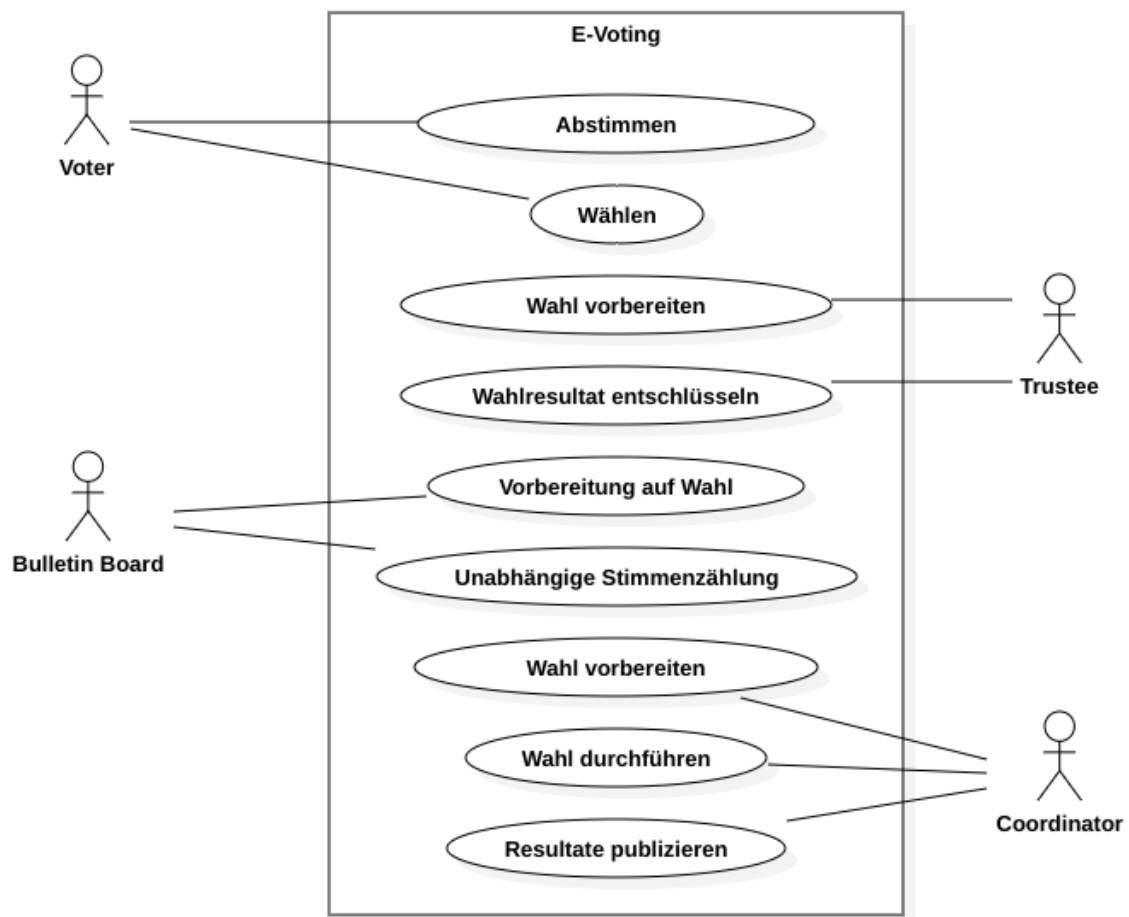 E-Voting
Abstimmen
Voter
Wählen
Wahl vorbereiten
Wahlresultat entschlüsseln
Trustee
Vorbereitung auf Wahl
Bulletin Board
Unabhängige Stimmenzählung
Wahl vorbereiten
Wahl durchführen
Coordinator
Resultate publizieren